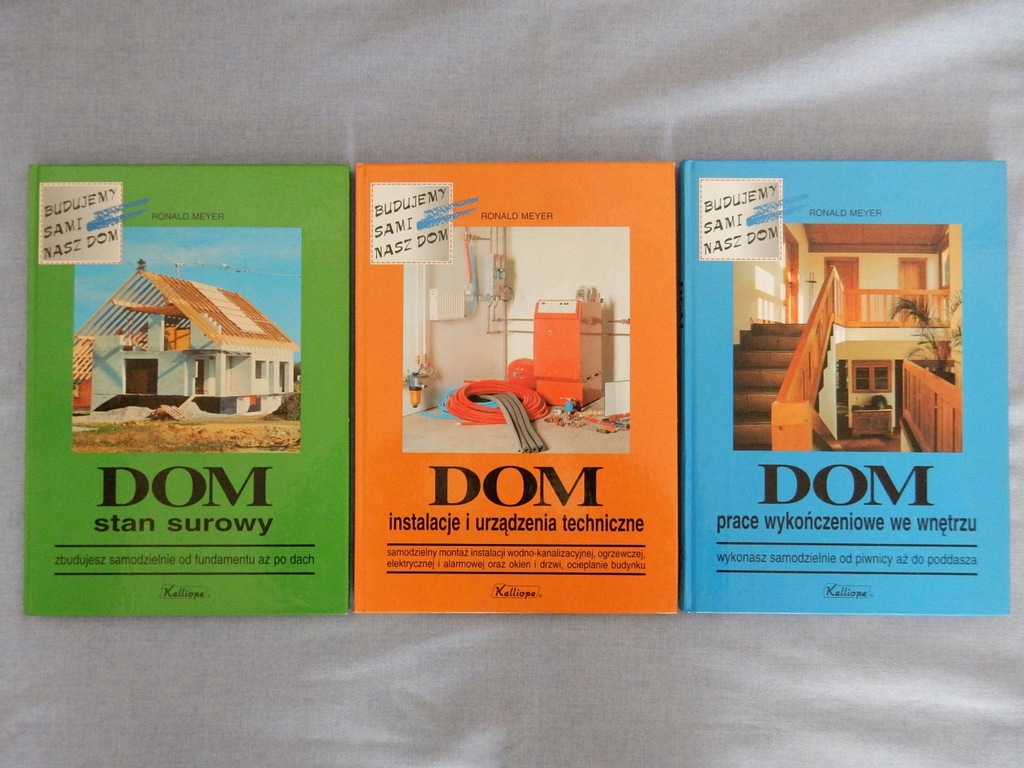 BUDUJEMY
SAMI
NASZ DOM
RONALD MEYER
DOM
stan surowy
zbudujesz samodzielnie od fundamentu aż po dach
Kalliope
BUDUJEMY
SAMI
NASZ DOM
RONALD MEYER
DOM
instalacje i urządzenia techniczne
samodzielny montaż instalacji wodno-kanalizacyjnej, ogrzewczej,
elektrycznej i alarmowej oraz okien i drzwi, ocieplanie budynku
Kalliope
BUDUJEMY
SAMI
NASZ DOM
RONALD MEYER
DOM
prace wykończeniowe we wnętrzu
wykonasz samodzielnie od piwnicy aż do poddasza
Kalliope